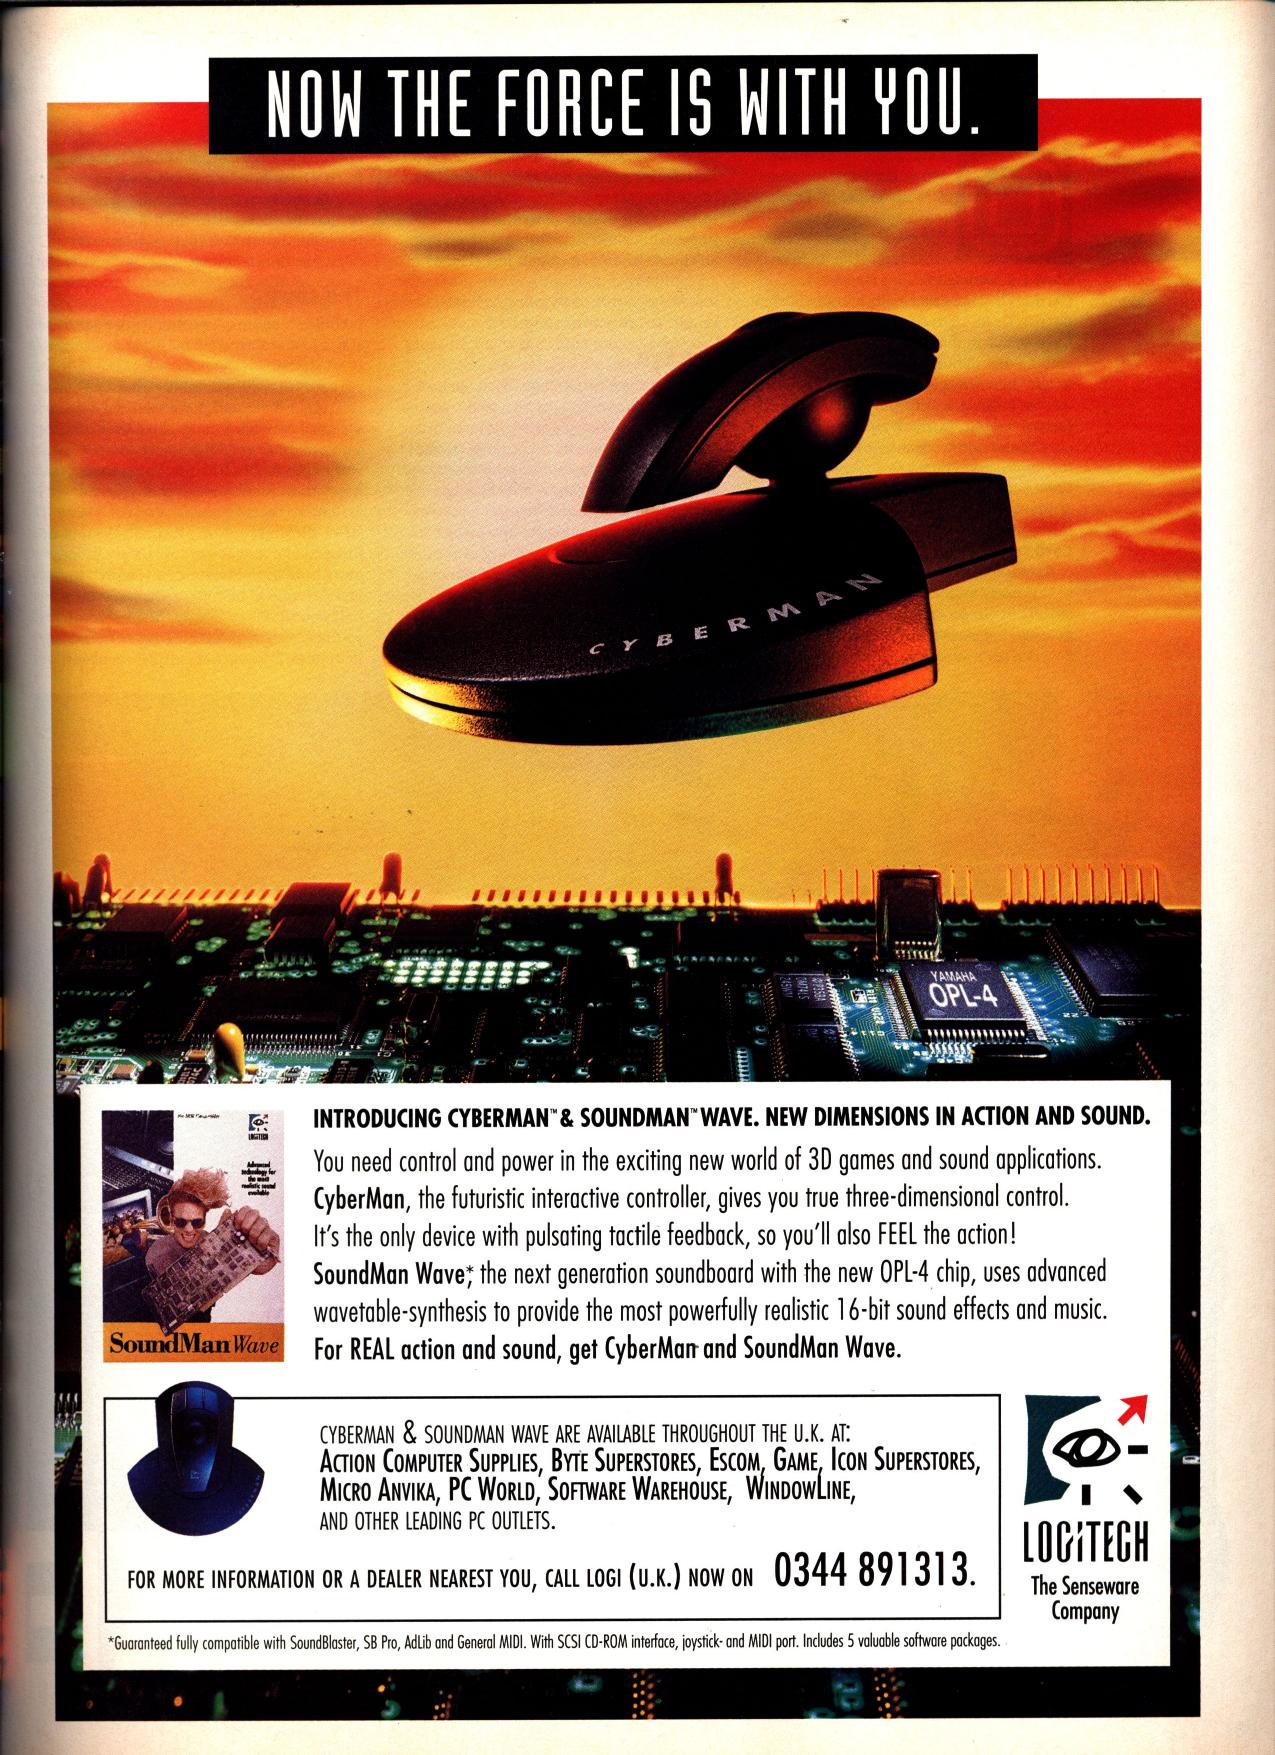 NOW THE FORCE IS WITH YOU.
CYBERMAN
YAMAHA
OPL-4
LOGITECH
Advanced
technology for
the most
realistic sound
available
SoundMan Wave
INTRODUCING CYBERMAN™ & SOUNDMAN™ WAVE. NEW DIMENSIONS IN ACTION AND SOUND.
You need control and power in the exciting new world of 3D games and sound applications.
CyberMan, the futuristic interactive controller, gives you true three-dimensional control.
It's the only device with pulsating tactile feedback, so you'll also FEEL the action!
SoundMan Wave*, the next generation soundboard with the new OPL-4 chip, uses advanced
wavetable-synthesis to provide the most powerfully realistic 16-bit sound effects and music.
For REAL action and sound, get CyberMan and SoundMan Wave.
CYBERMAN & SOUNDMAN WAVE ARE AVAILABLE THROUGHOUT THE U.K. AT:
ACTION COMPUTER SUPPLIES, BYTE SUPERSTORES, ESCOM, GAME, ICON SUPERSTORES,
MICRO ANVIKA, PC WORLD, SOFTWARE WAREHOUSE, WINDOWLINE,
AND OTHER LEADING PC OUTLETS.
FOR MORE INFORMATION OR A DEALER NEAREST YOU, CALL LOGI (U.K.) NOW ON 0344 891313.
LOGITECH
The Senseware
Company
*Guaranteed fully compatible with SoundBlaster, SB Pro, AdLib and General MIDI. With SCSI CD-ROM interface, joystick- and MIDI port. Includes 5 valuable software packages.